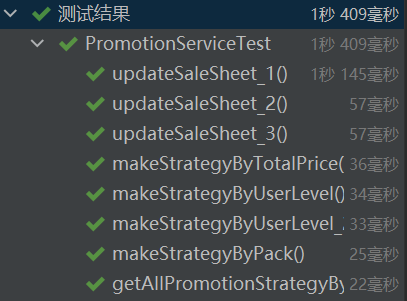 测试结果 1秒 409毫秒
PromotionServiceTest 1秒 409毫秒
updateSaleSheet_1() 1秒 145毫秒
updateSaleSheet_2() 57毫秒
updateSaleSheet_3() 57毫秒
makeStrategyByTotalPrice( 36毫秒
makeStrategyByUserLevel() 34毫秒
makeStrategyByUserLevel_ 33毫秒
makeStrategyByPack() 25毫秒
getAllPromotionStrategyBy 22毫秒